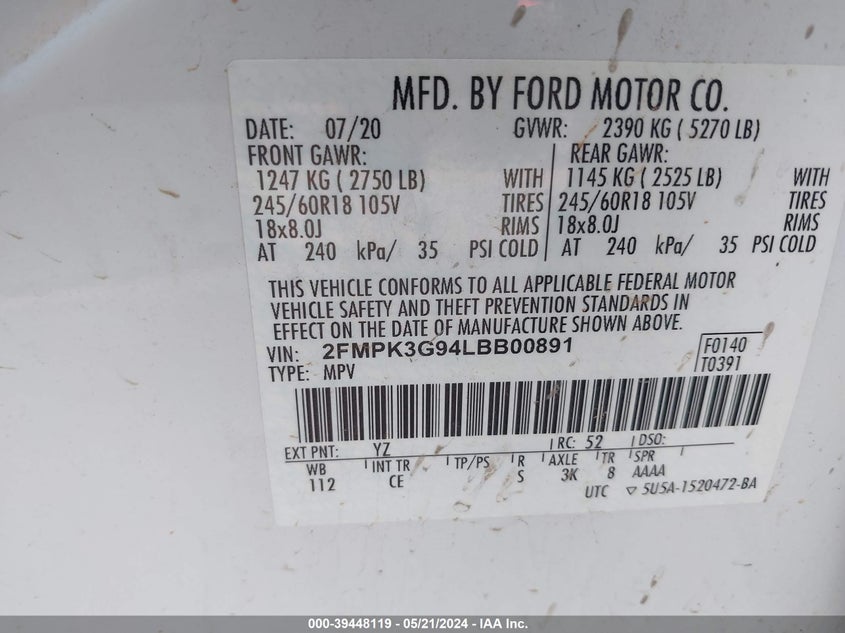 MFD. BY FORD MOTOR CO.
DATE: 07/20 GVWR: 2390 KG ( 5270 LB)
FRONT GAWR: REAR GAWR:
1247 KG ( 2750 LB) WITH 1145 KG ( 2525 LB) WITH
245/60R18 105V TIRES 245/60R18 105V TIRES
18x8.0J RIMS 18x8.0J RIMS
AT 240 kPa/ 35 PSI COLD AT 240 kPa/ 35 PSI COLD
THIS VEHICLE CONFORMS TO ALL APPLICABLE FEDERAL MOTOR
VEHICLE SAFETY AND THEFT PREVENTION STANDARDS IN
EFFECT ON THE DATE OF MANUFACTURE SHOWN ABOVE.
VIN: 2FMPK3G94LBB00891 F0140
TYPE: MPV T0391
EXT PNT: YZ RC: 52 DSO:
WB INT TR TP/PS R AXLE TR SPR
112 CE S 3K 8 AAAA
UTC ▽ 5U5A-1520472-BA
000-39448119 - 05/21/2024 - IAA Inc.